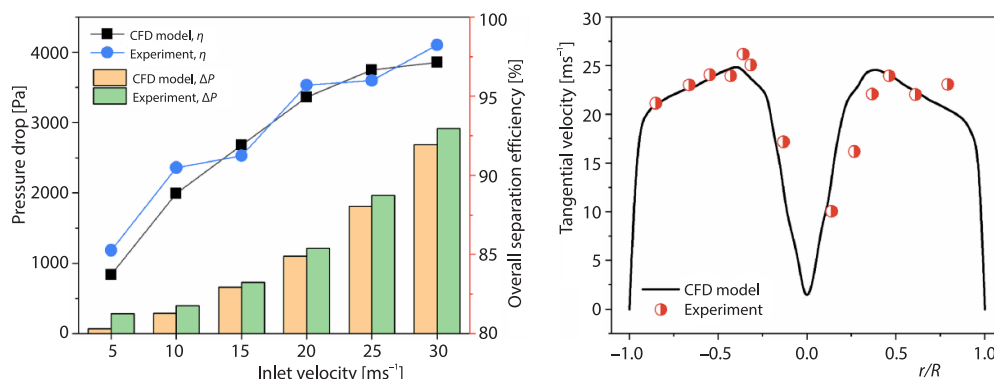 CFD model, η
Experiment, η
CFD model, ΔP
Experiment, ΔP
Pressure drop [Pa]
4000
3000
2000
1000
0
5 10 15 20 25 30
Inlet velocity [ms⁻¹]
100
95
90
85
80
Overall separation efficiency [%]
Tangential velocity [ms⁻¹]
30
25
20
15
10
5
0
CFD model
Experiment
−1.0 −0.5 0.0 0.5 1.0
r/R